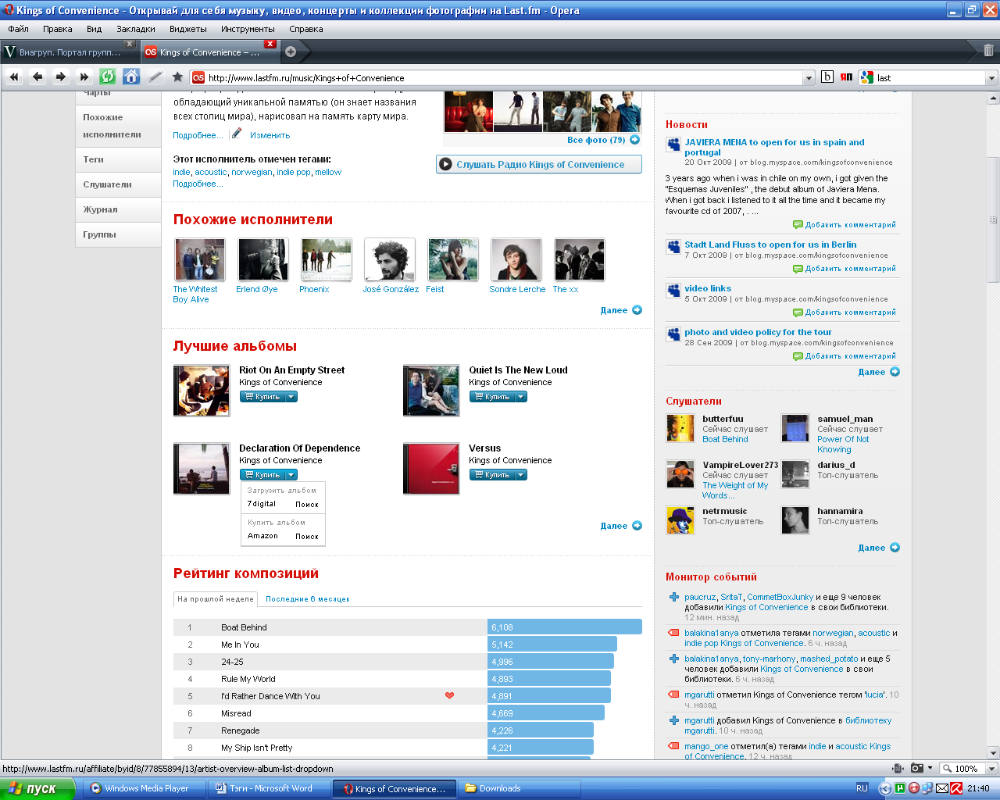 Kings of Convenience - Открывай для себя музыку, видео, концерты и коллекции фотографии на Last.fm - Opera
Файл Правка Вид Закладки Виджеты Инструменты Справка
Виагруп. Портал групп...
Kings of Convenience – ...
http://www.lastfm.ru/music/Kings+of+Convenience
last
Чарты
Похожие
исполнители
Теги
Слушатели
Журнал
Группы
обладающий уникальной памятью (он знает названия
всех столиц мира), нарисовал на память карту мира.
Подробнее... Изменить
Этот исполнитель отмечен тегами:
indie, acoustic, norwegian, indie pop, mellow
Подробнее...
Все фото (79)
Слушать Радио Kings of Convenience
Похожие исполнители
The Whitest
Boy Alive
Erlend Øye
Phoenix
José González
Feist
Sondre Lerche
The xx
Далее
Лучшие альбомы
Riot On An Empty Street
Kings of Convenience
Купить
Quiet Is The New Loud
Kings of Convenience
Купить
Declaration Of Dependence
Kings of Convenience
Купить
Загрузить альбом
7digital Поиск
Купить альбом
Amazon Поиск
Versus
Kings of Convenience
Купить
Далее
Рейтинг композиций
На прошлой неделе Последние 6 месяцев
1 Boat Behind 6,108
2 Me In You 5,142
3 24-25 4,996
4 Rule My World 4,893
5 I'd Rather Dance With You 4,891
6 Misread 4,669
7 Renegade 4,226
8 My Ship Isn't Pretty 4,221
Новости
JAVIERA MENA to open for us in spain and
portugal
20 Окт 2009 | от blog.myspace.com/kingsofconvenience
3 years ago when i was in chile on my own, i got given the
"Esquemas Juveniles" , the debut album of Javiera Mena.
When i got back i listened to it all the time and it became my
favourite cd of 2007, . ...
Добавить комментарий
Stadt Land Fluss to open for us in Berlin
7 Окт 2009 | от blog.myspace.com/kingsofconvenience
Добавить комментарий
video links
5 Окт 2009 | от blog.myspace.com/kingsofconvenience
Добавить комментарий
photo and video policy for the tour
28 Сен 2009 | от blog.myspace.com/kingsofconvenience
Добавить комментарий
Далее
Слушатели
butterfuu
Сейчас слушает
Boat Behind
samuel_man
Сейчас слушает
Power Of Not
Knowing
VampireLover273
Сейчас слушает
The Weight of My
Words...
darius_d
Топ-слушатель
netrmusic
Топ-слушатель
hannamira
Топ-слушатель
Далее
Монитор событий
paucruz, SritaT, CommetBoxJunky и еще 9 человек
добавили Kings of Convenience в свои библиотеки.
12 мин. назад
balakina1anya отметила тегами norwegian, acoustic и
indie pop Kings of Convenience. 6 ч. назад
balakina1anya, tony-marhony, mashed_potato и еще 5
человек добавили Kings of Convenience в свои
библиотеки. 6 ч. назад
mgarutti отметил Kings of Convenience тегом 'lucia'. 10
ч. назад
mgarutti добавил Kings of Convenience в библиотеку
mgarutti. 10 ч. назад
mango_one отметил(а) тегами indie и acoustic Kings
of Convenience. 12 ч. назад
http://www.lastfm.ru/affiliate/byid/8/77855894/13/artist-overview-album-list-dropdown
100%
пуск
Windows Media Player
Тэги - Microsoft Word
Kings of Convenience...
Downloads
RU
21:40